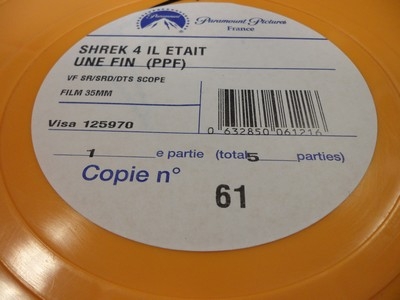 Paramount
Paramount Pictures
France
SHREK 4 IL ETAIT
UNE FIN (PPF)
VF SR/SRD/DTS SCOPE
FILM 35MM
Visa 125970
0 632850 061216
1 e partie (total 5 parties)
Copie n°
61